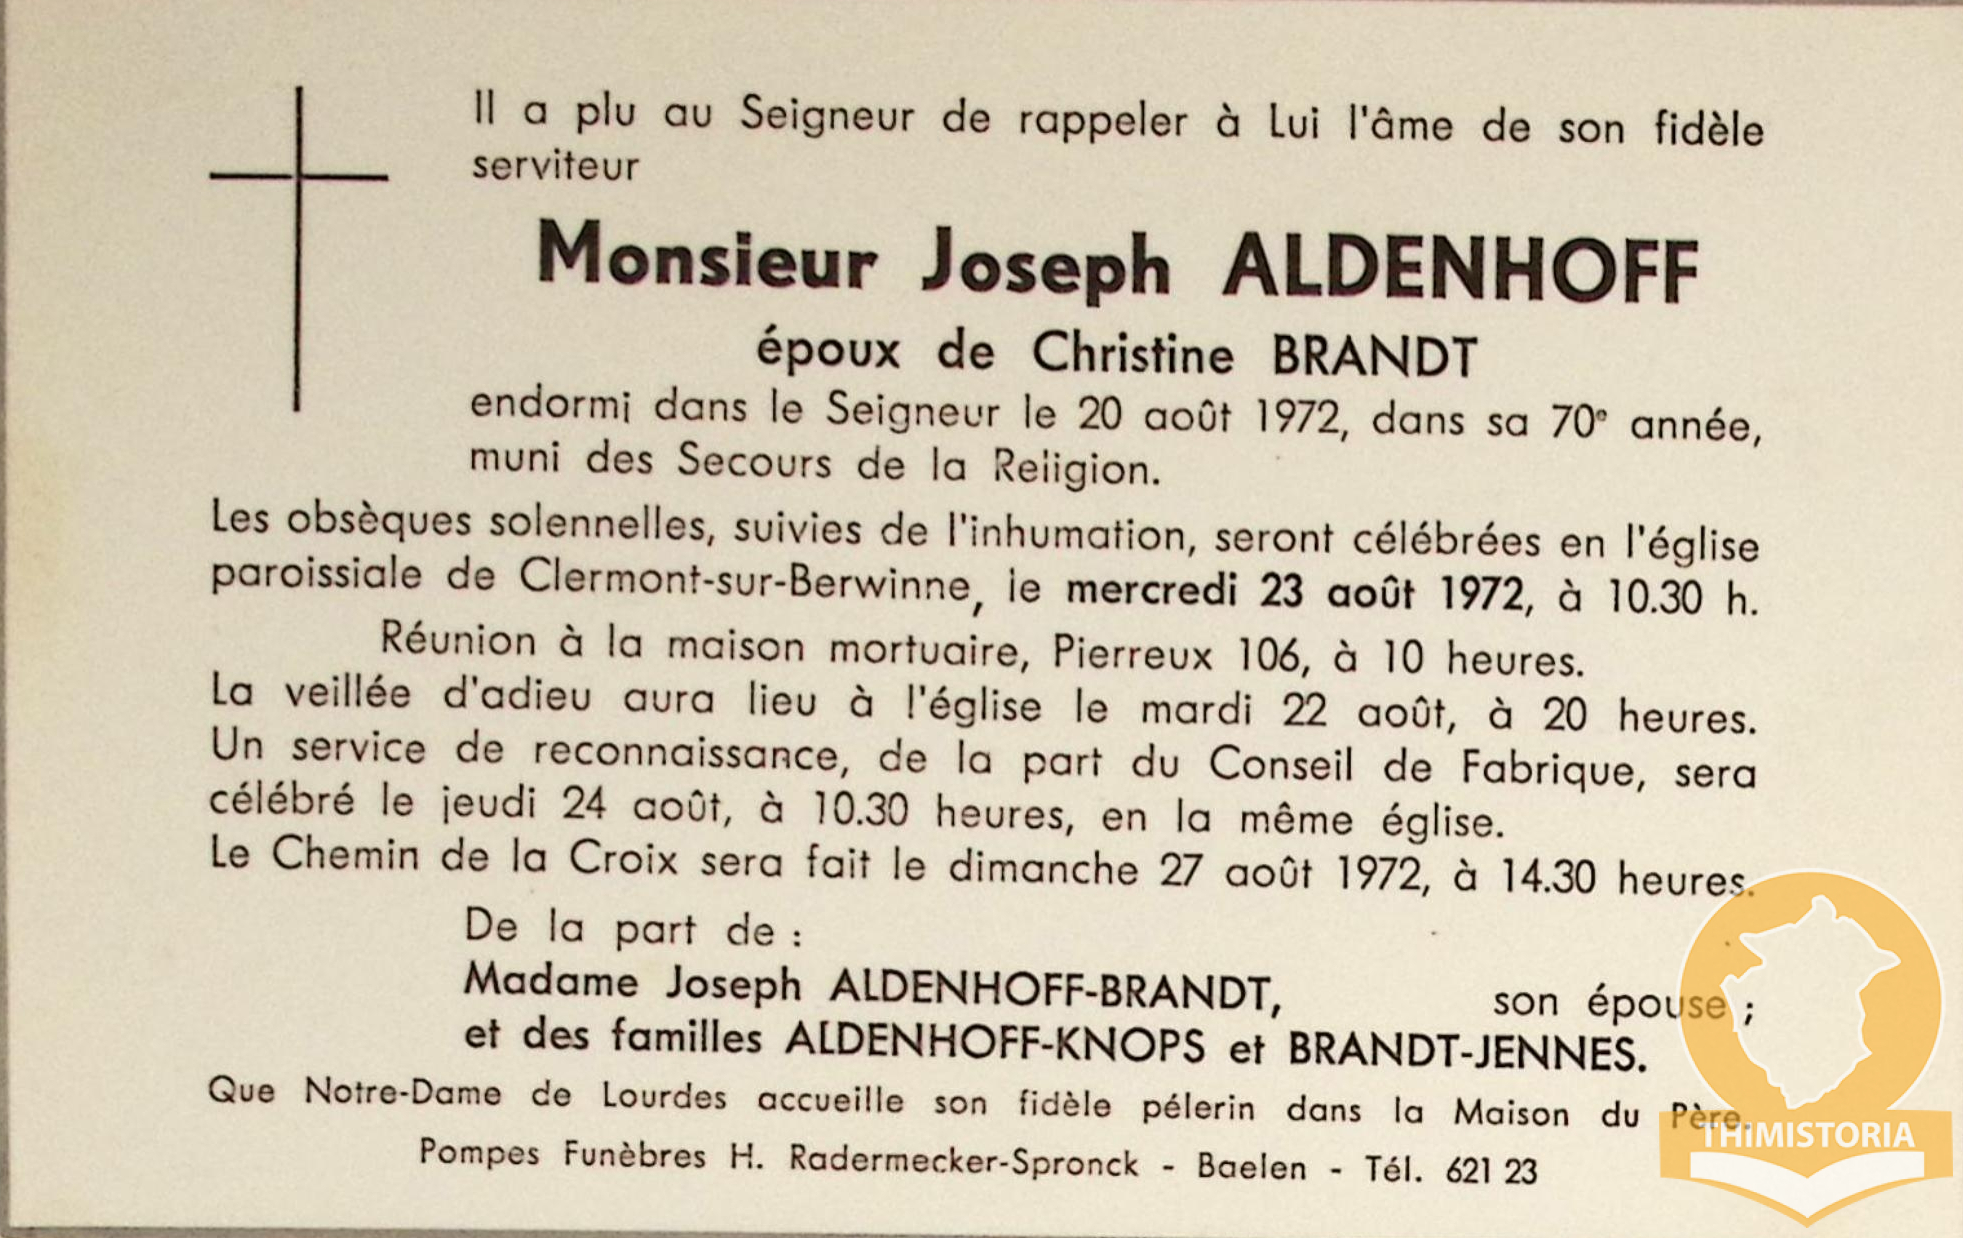 Il a plu au Seigneur de rappeler à Lui l'âme de son fidèle
serviteur
Monsieur Joseph ALDENHOFF
époux de Christine BRANDT
endormi dans le Seigneur le 20 août 1972, dans sa 70e année,
muni des Secours de la Religion.
Les obsèques solennelles, suivies de l'inhumation, seront célébrées en l'église
paroissiale de Clermont-sur-Berwinne, le mercredi 23 août 1972, à 10.30 h.
Réunion à la maison mortuaire, Pierreux 106, à 10 heures.
La veillée d'adieu aura lieu à l'église le mardi 22 août, à 20 heures.
Un service de reconnaissance, de la part du Conseil de Fabrique, sera
célébré le jeudi 24 août, à 10.30 heures, en la même église.
Le Chemin de la Croix sera fait le dimanche 27 août 1972, à 14.30 heures.
De la part de :
Madame Joseph ALDENHOFF-BRANDT, son épouse ;
et des familles ALDENHOFF-KNOPS et BRANDT-JENNES.
Que Notre-Dame de Lourdes accueille son fidèle pélerin dans la Maison du Père.
Pompes Funèbres H. Radermecker-Spronck - Baelen - Tél. 621 23
THiMISTORIA